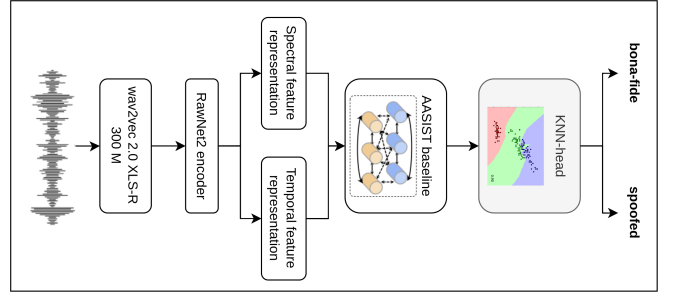 wav2vec 2.0 XLS-R
300 M
RawNet2 encoder
Spectral feature
representation
Temporal feature
representation
AASIST baseline
KNN-head
bona-fide
spoofed